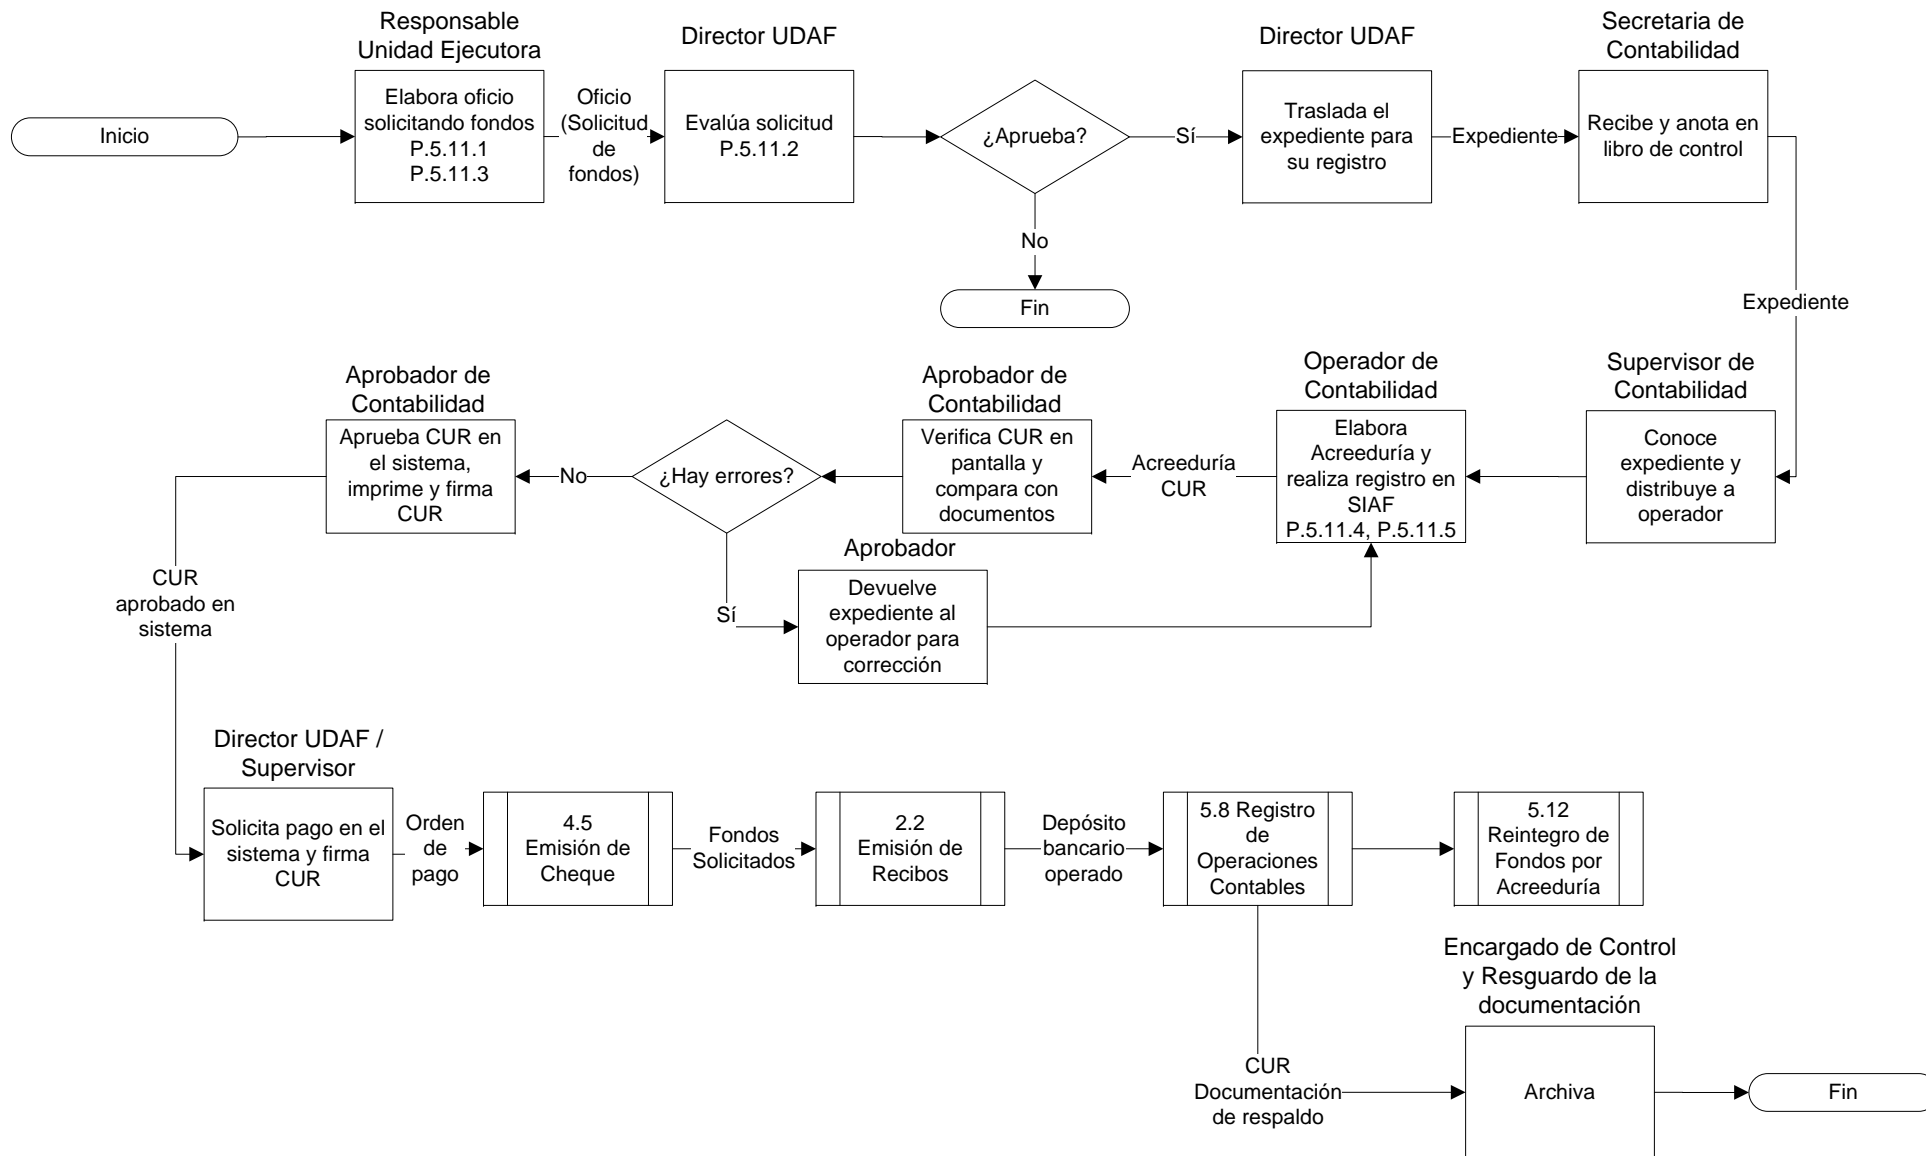 Responsable
Unidad Ejecutora
Director UDAF
Director UDAF
Secretaria de
Contabilidad
Inicio
Elabora oficio
solicitando fondos
P.5.11.1
P.5.11.3
Oficio
(Solicitud
de
fondos)
Evalúa solicitud
P.5.11.2
¿Aprueba?
Sí
Traslada el
expediente para
su registro
Expediente
Recibe y anota en
libro de control
No
Fin
Expediente
Aprobador de
Contabilidad
Aprobador de
Contabilidad
Operador de
Contabilidad
Supervisor de
Contabilidad
Aprueba CUR en
el sistema,
imprime y firma
CUR
No
¿Hay errores?
Verifica CUR en
pantalla y
compara con
documentos
Acreeduría
CUR
Elabora
Acreeduría y
realiza registro en
SIAF
P.5.11.4, P.5.11.5
Conoce
expediente y
distribuye a
operador
Aprobador
Sí
Devuelve
expediente al
operador para
corrección
CUR
aprobado en
sistema
Director UDAF /
Supervisor
Solicita pago en el
sistema y firma
CUR
Orden
de
pago
4.5
Emisión de
Cheque
Fondos
Solicitados
2.2
Emisión de
Recibos
Depósito
bancario
operado
5.8 Registro
de
Operaciones
Contables
5.12
Reintegro de
Fondos por
Acreeduría
Encargado de Control
y Resguardo de la
documentación
CUR
Documentación
de respaldo
Archiva
Fin